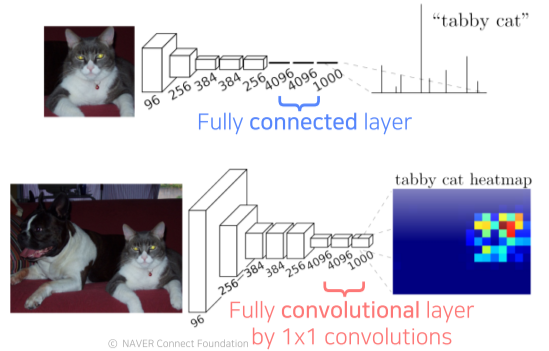 “tabby cat”
96 256 384 384 256 4096 4096 1000
Fully connected layer
tabby cat heatmap
96 256 384 384 256 4096 4096 1000
Fully convolutional layer
by 1x1 convolutions
© NAVER Connect Foundation